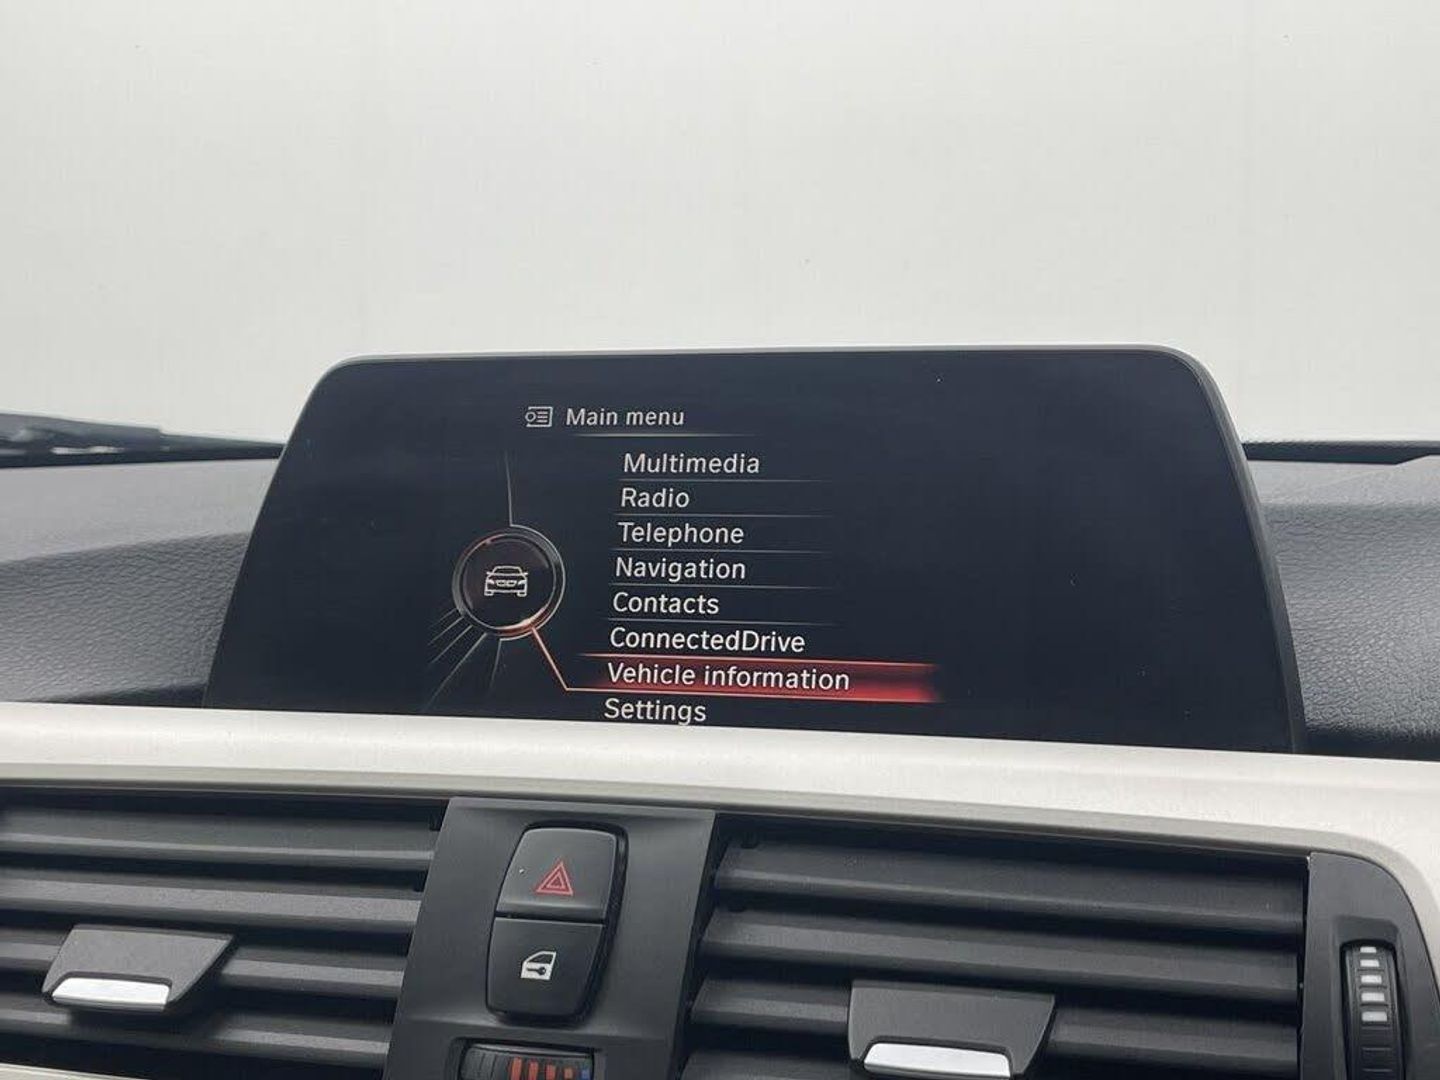 Main menu
Multimedia
Radio
Telephone
Navigation
Contacts
ConnectedDrive
Vehicle information
Settings